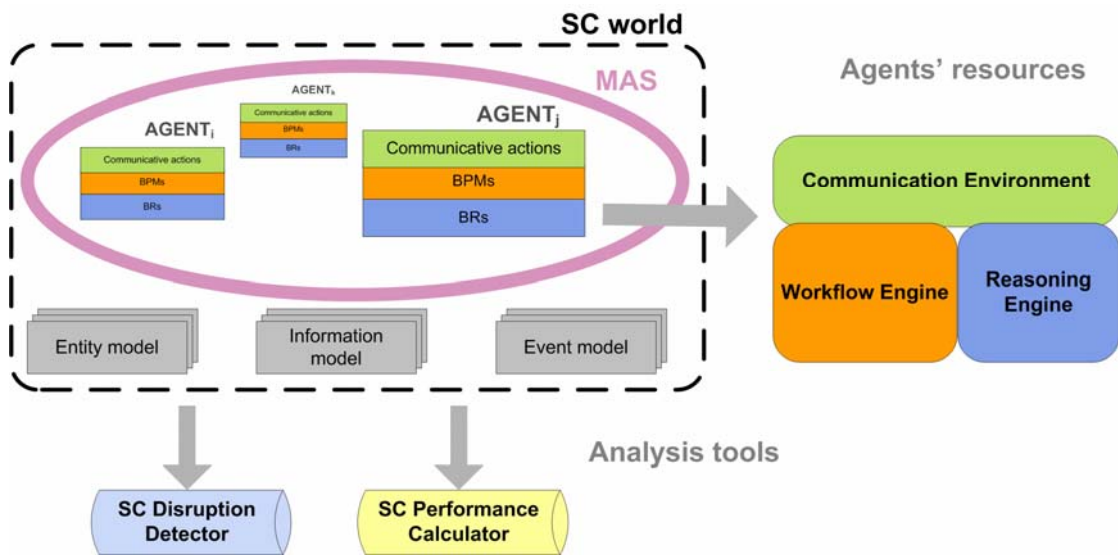 SC world
MAS
Agents’ resources
AGENTₖ
Communicative actions
BPMs
BRs
AGENTᵢ
Communicative actions
BPMs
BRs
AGENTⱼ
Communicative actions
BPMs
BRs
Communication Environment
Workflow Engine
Reasoning
Engine
Entity model
Information
model
Event model
Analysis tools
SC Disruption
Detector
SC Performance
Calculator